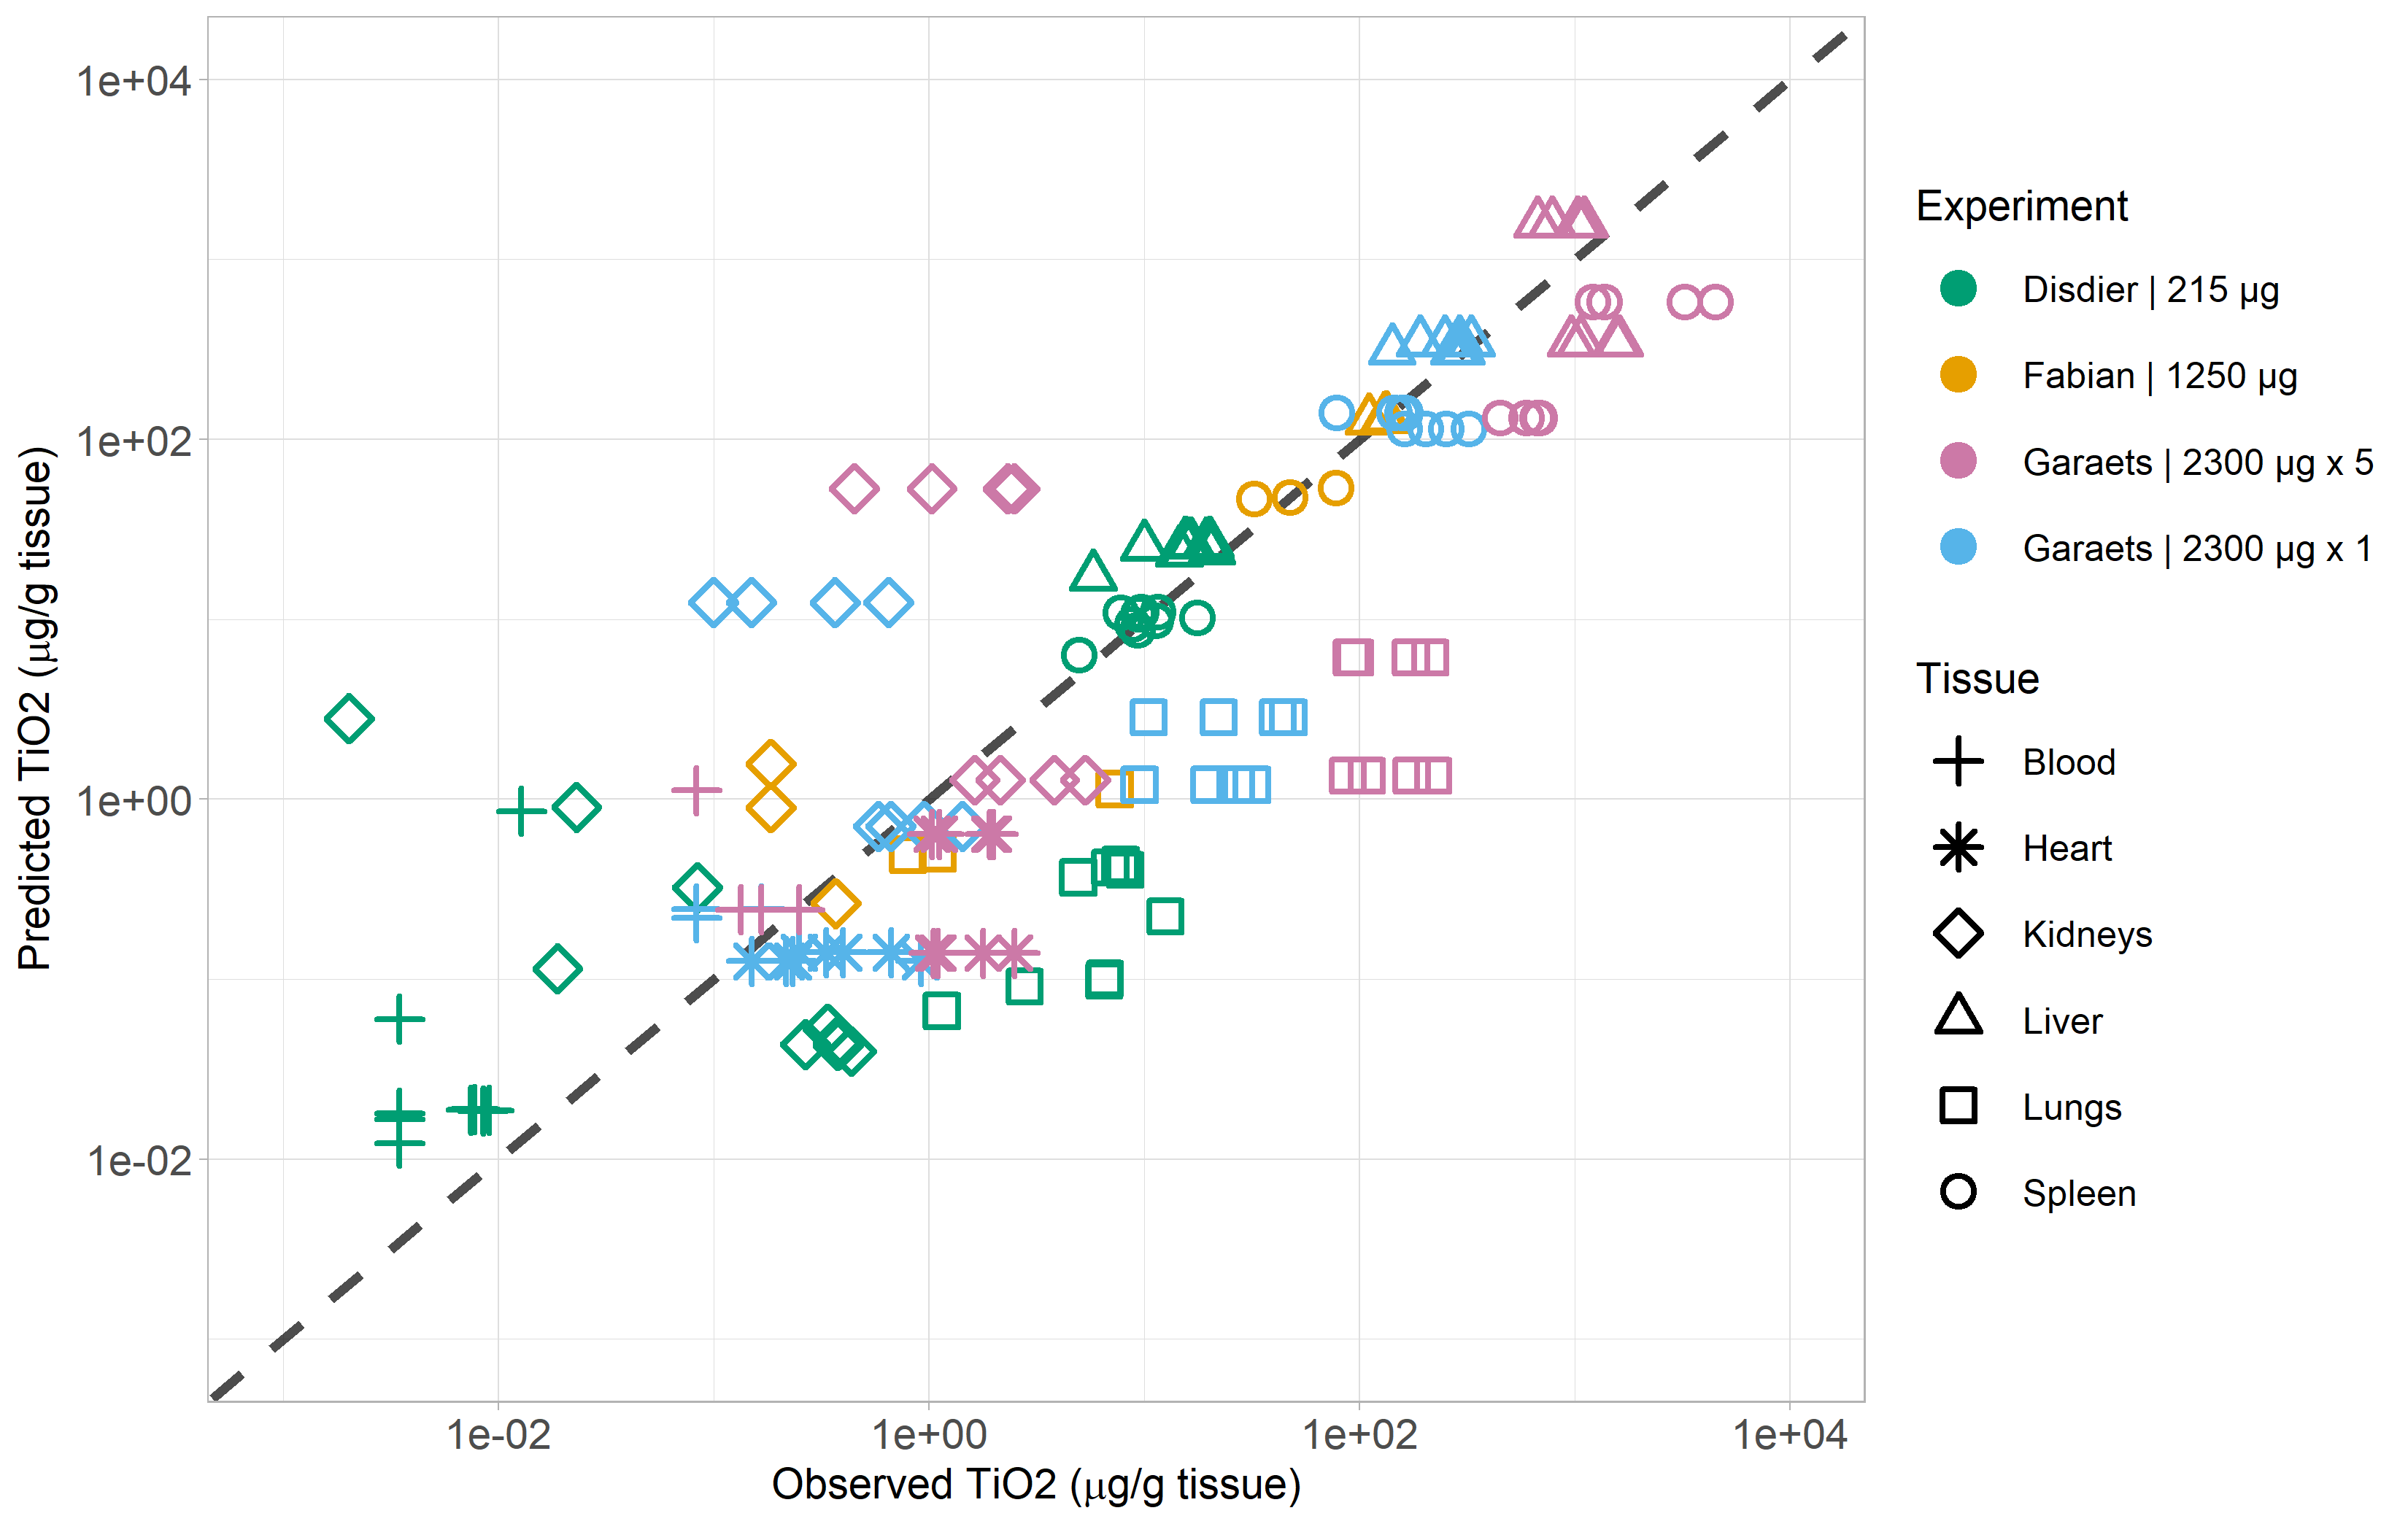 Predicted TiO2 (μg/g tissue)
1e+04
1e+02
1e+00
1e-02
1e-02
1e+00
1e+02
1e+04
Observed TiO2 (μg/g tissue)
Experiment
Disdier | 215 μg
Fabian | 1250 μg
Garaets | 2300 μg x 5
Garaets | 2300 μg x 1
Tissue
Blood
Heart
Kidneys
Liver
Lungs
Spleen